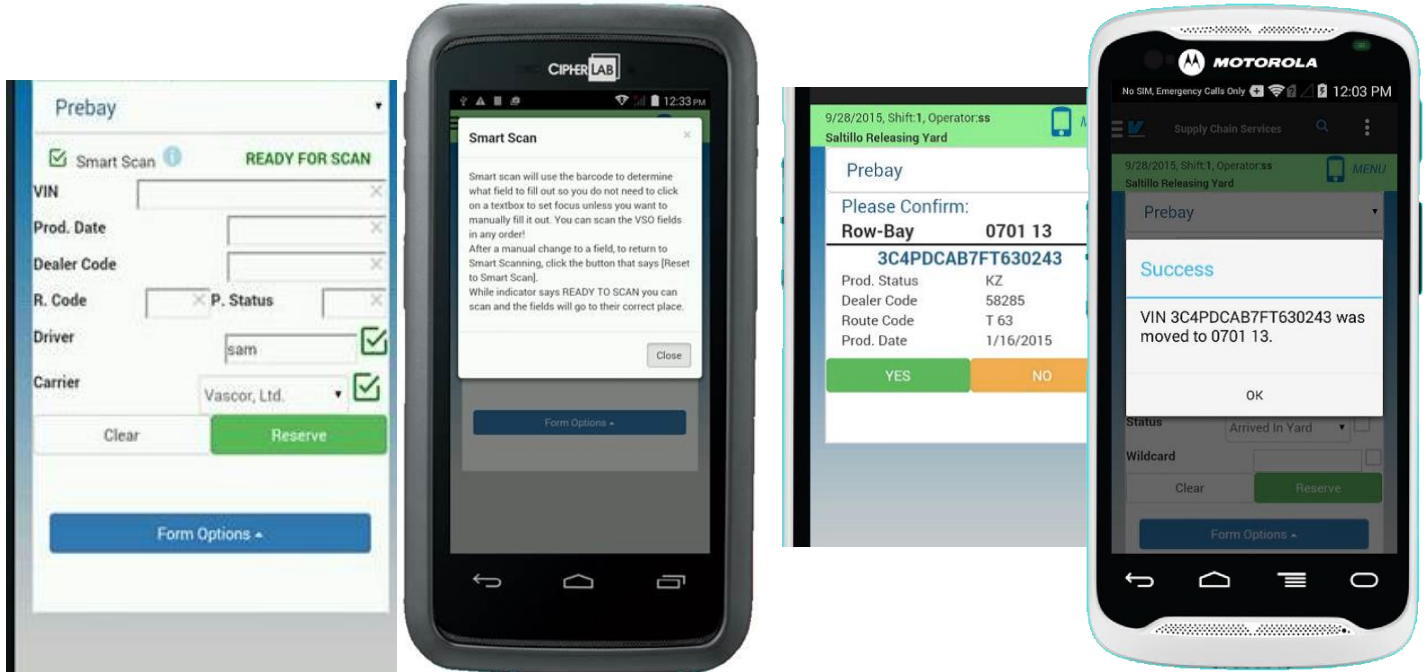 Prebay
Smart Scan READY FOR SCAN
VIN
Prod. Date
Dealer Code
R. Code P. Status
Driver sam
Carrier Vascor, Ltd.
Clear Reserve
Form Options
CIPHERLAB
12:33 PM
Smart Scan ×
Smart scan will use the barcode to determine
what field to fill out so you do not need to click
on a textbox to set focus unless you want to
manually fill it out. You can scan the VSO fields
in any order!
After a manual change to a field, to return to
Smart Scanning, click the button that says [Reset
to Smart Scan].
While indicator says READY TO SCAN you can
scan and the fields will go to their correct place.
Close
Form Options
9/28/2015, Shift:1, Operator:ss
Saltillo Releasing Yard
Prebay
Please Confirm:
Row-Bay 0701 13
3C4PDCAB7FT630243
Prod. Status KZ
Dealer Code 58285
Route Code T 63
Prod. Date 1/16/2015
YES NO
MOTOROLA
No SIM, Emergency Calls Only 12:03 PM
Supply Chain Services
9/28/2015, Shift:1, Operator:ss MENU
Saltillo Releasing Yard
Prebay
Success
VIN 3C4PDCAB7FT630243 was
moved to 0701 13.
OK
Status Arrived In Yard
Wildcard
Clear Reserve
Form Options